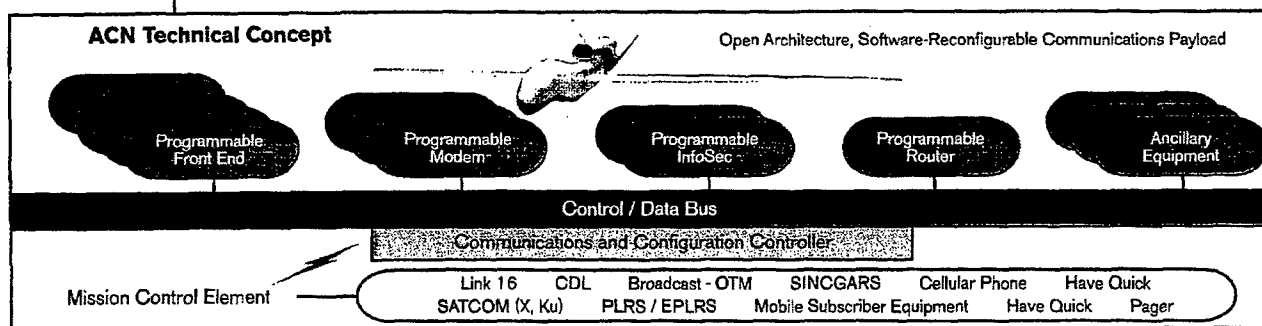 ACN Technical Concept
Open Architecture, Software-Reconfigurable Communications Payload
Programmable
Front End
Programmable
Modem
Programmable
InfoSec
Programmable
Router
Ancillary
Equipment
Control / Data Bus
Communications and Configuration Controller
Mission Control Element
Link 16 CDL Broadcast - OTM SINCGARS Cellular Phone Have Quick
SATCOM (X, Ku) PLRS / EPLRS Mobile Subscriber Equipment Have Quick Pager